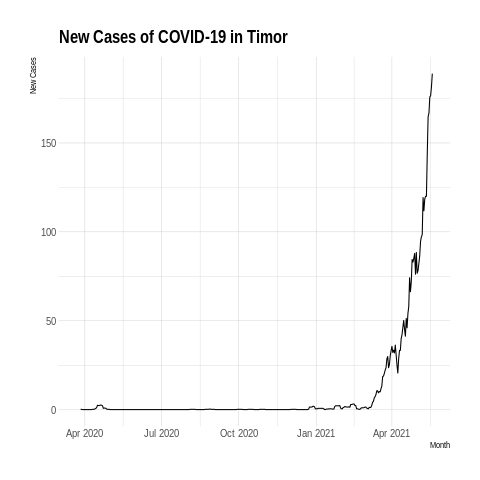 New Cases of COVID-19 in Timor
New Cases
150
100
50
0
Apr 2020 Jul 2020 Oct 2020 Jan 2021 Apr 2021
Month